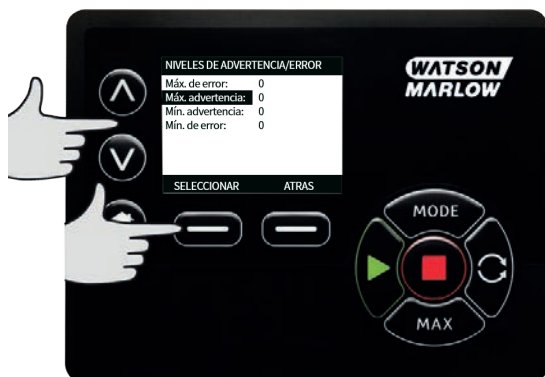 NIVELES DE ADVERTENCIA/ERROR
WATSON
MARLOW
Máx. de error: 0
Máx. advertencia: 0
Mín. advertencia: 0
Mín. de error: 0
SELECCIONAR ATRAS
MODE
MAX